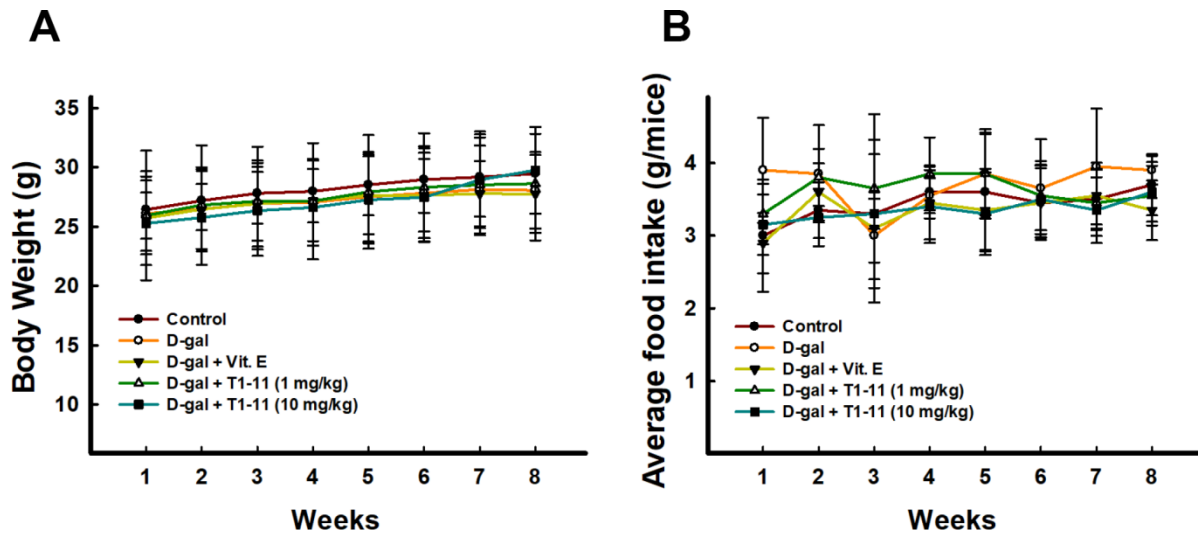 A
Body Weight (g)
35
30
25
20
15
10
Control
D-gal
D-gal + Vit. E
D-gal + T1-11 (1 mg/kg)
D-gal + T1-11 (10 mg/kg)
1 2 3 4 5 6 7 8
Weeks
B
Average food intake (g/mice)
4
3
2
1
Control
D-gal
D-gal + Vit. E
D-gal + T1-11 (1 mg/kg)
D-gal + T1-11 (10 mg/kg)
1 2 3 4 5 6 7 8
Weeks